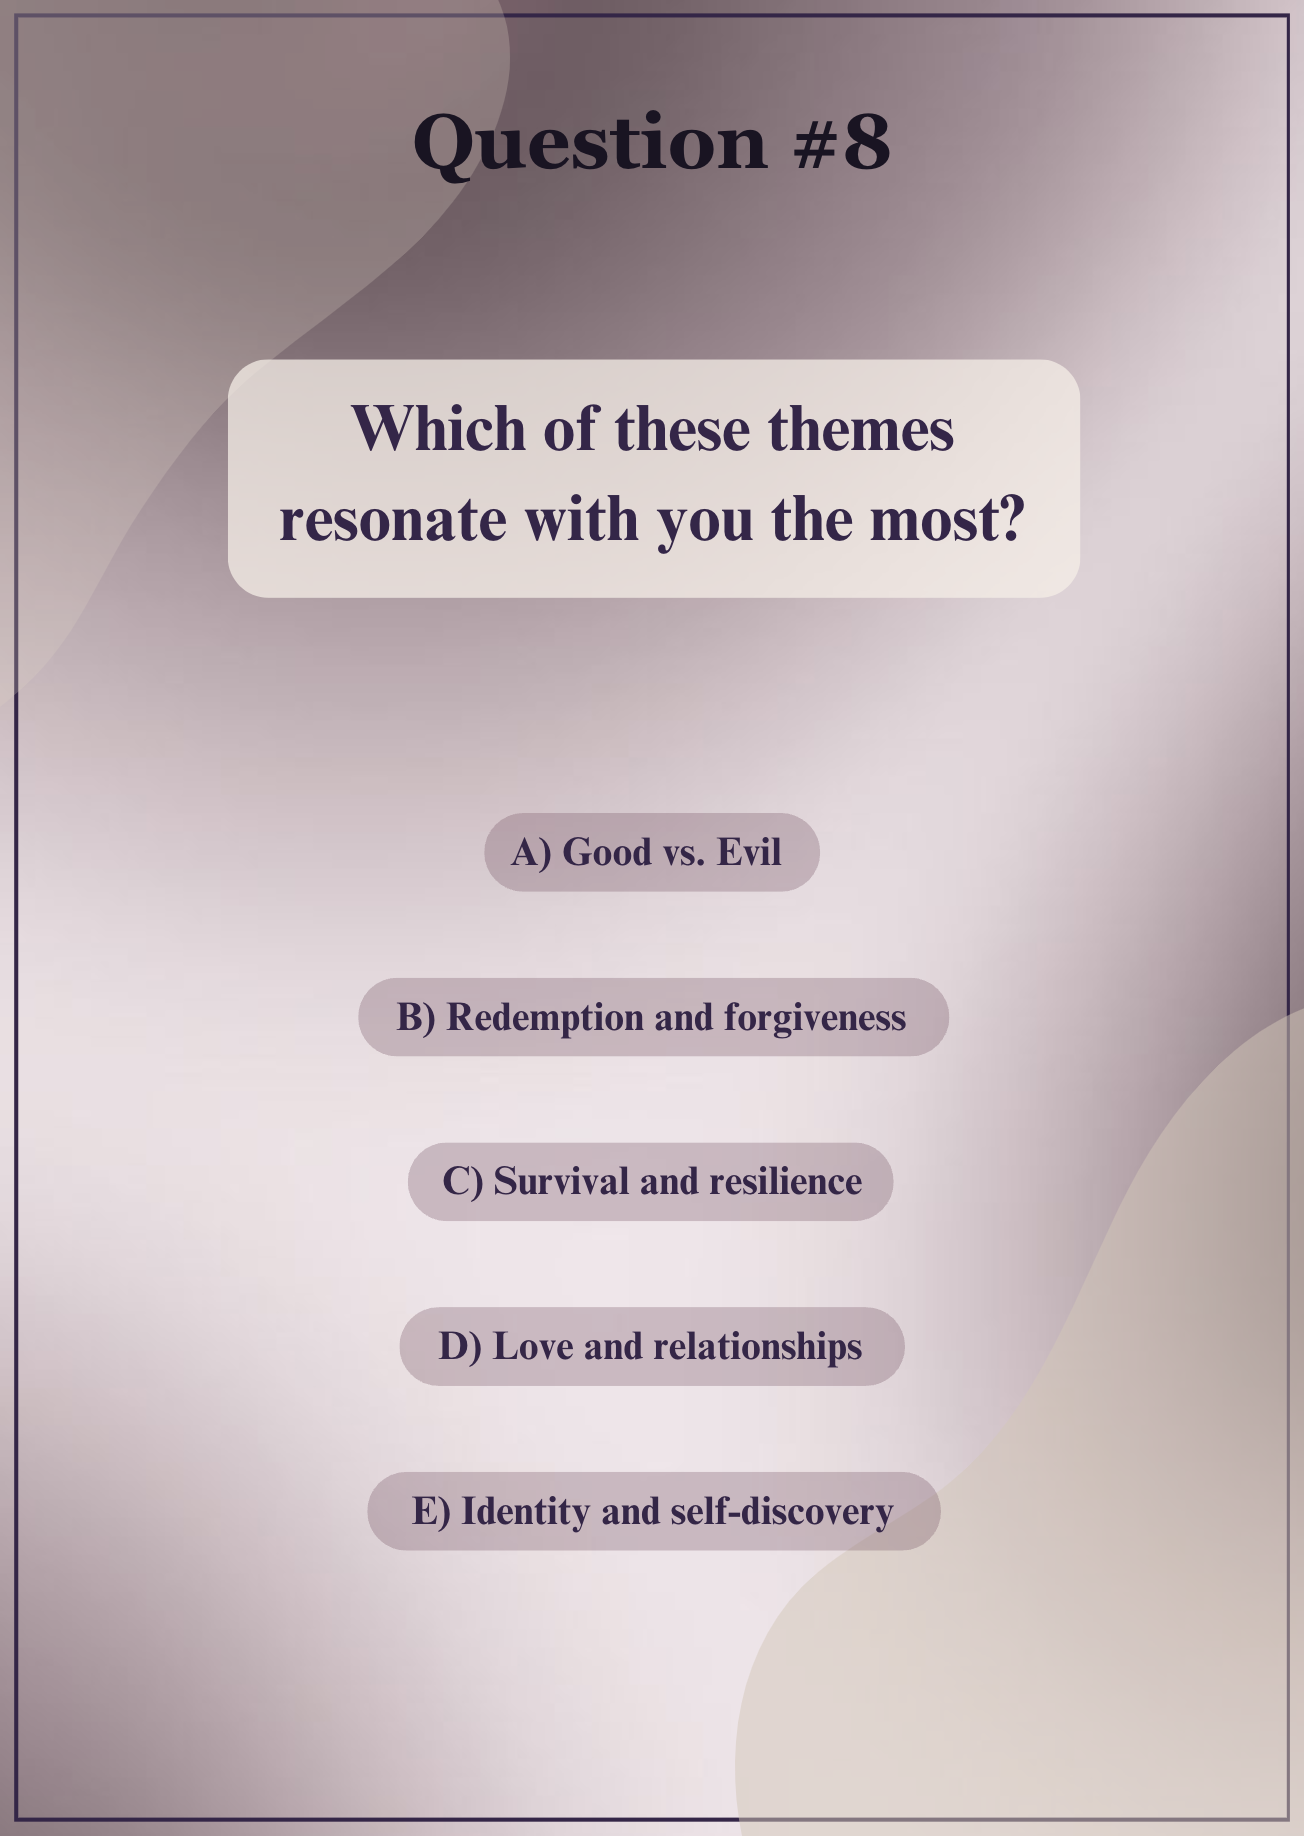 Question #8
Which of these themes
resonate with you the most?
A) Good vs. Evil
B) Redemption and forgiveness
C) Survival and resilience
D) Love and relationships
E) Identity and self-discovery